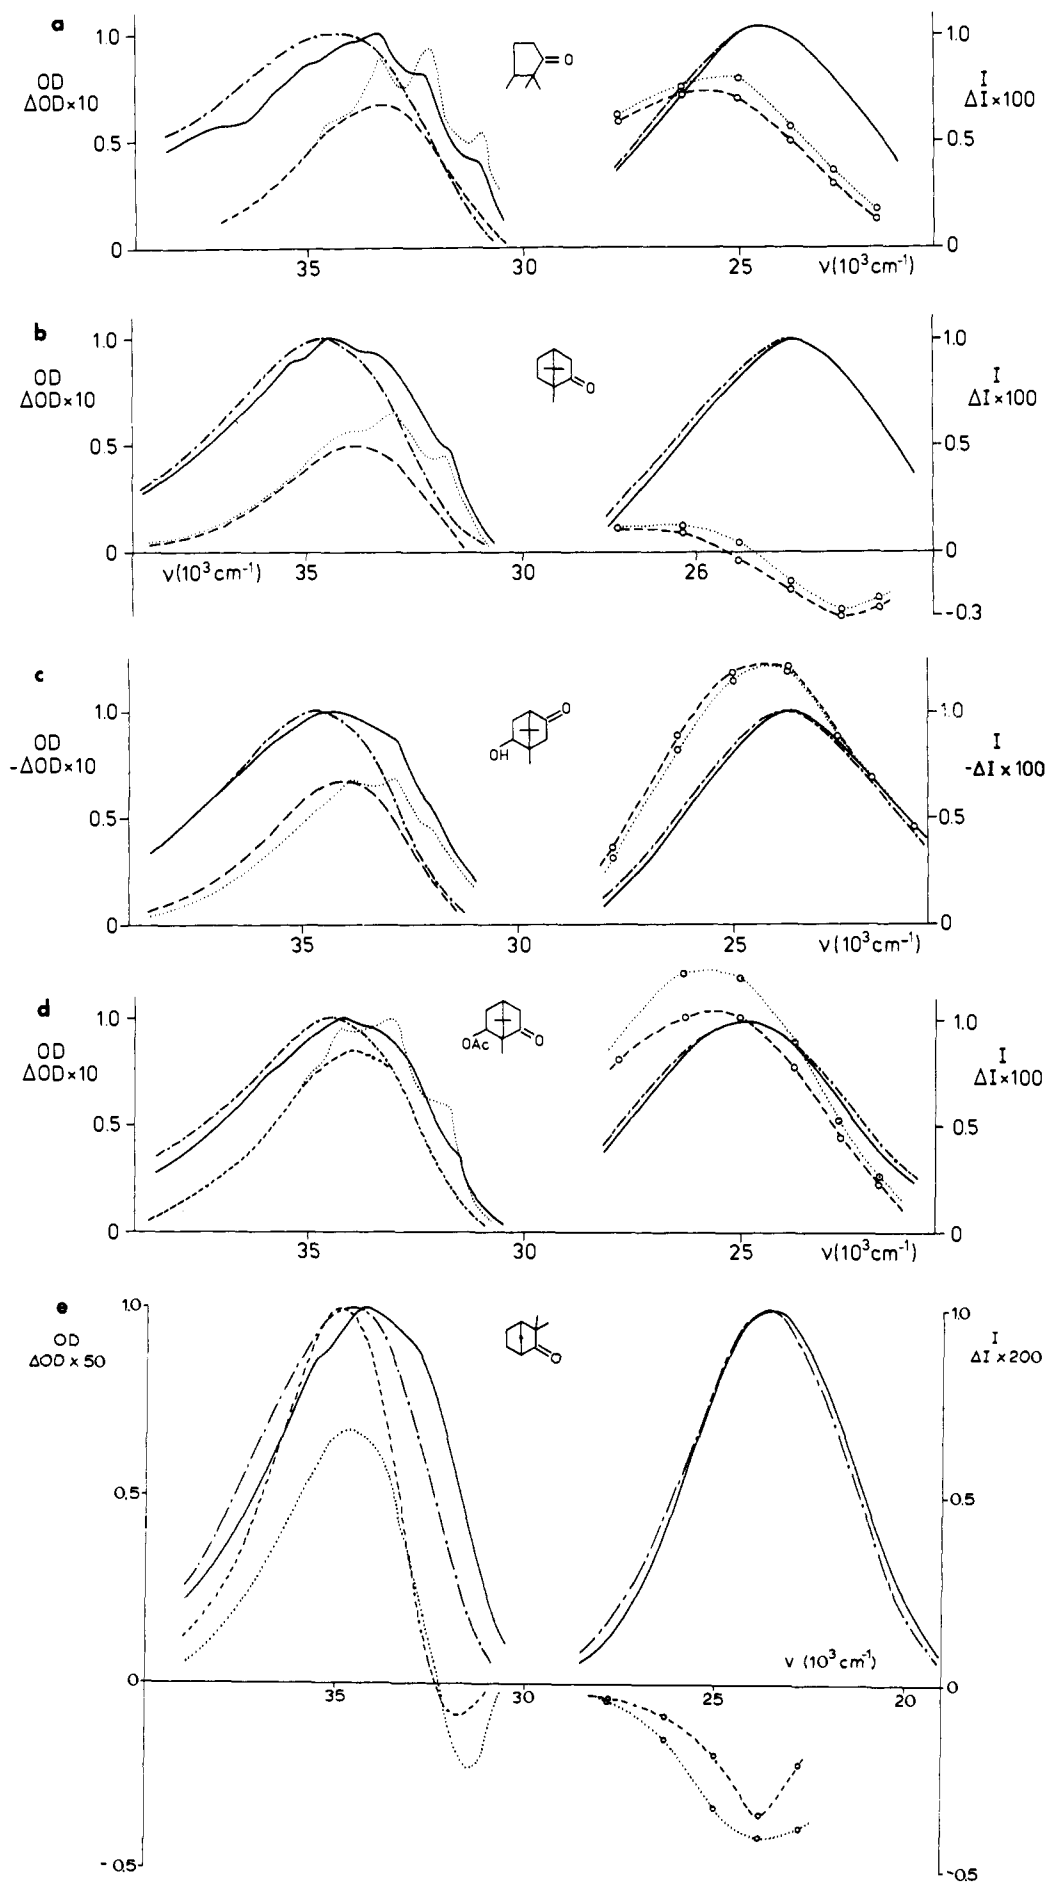 a
1.0
OD
ΔOD×10
0.5
0
O
1.0
I
ΔI×100
0.5
0
35
30
25
ν(10³cm⁻¹)
b
1.0
OD
ΔOD×10
0.5
0
O
1.0
I
ΔI×100
0.5
0
-0.3
ν(10³cm⁻¹)
35
30
26
c
1.0
OD
-ΔOD×10
0.5
0
O
OH
1.0
I
-ΔI×100
0.5
0
35
30
25
ν(10³cm⁻¹)
d
1.0
OD
ΔOD×10
0.5
0
OAc
O
1.0
I
ΔI×100
0.5
0
35
30
25
ν(10³cm⁻¹)
e
1.0
OD
ΔOD×50
0.5
0
-0.5
O
1.0
I
ΔI×200
0.5
0
-0.5
ν (10³cm⁻¹)
35
30
25
20